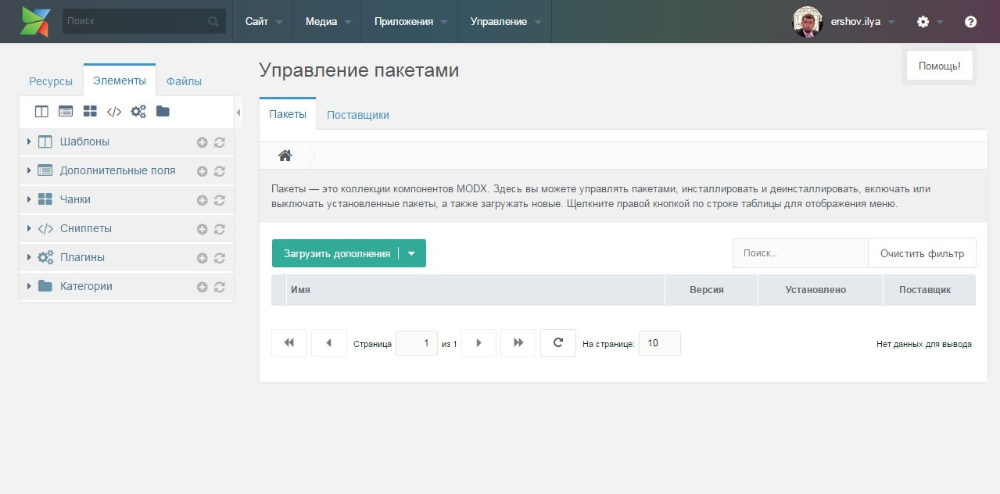 Поиск
Сайт
Медиа
Приложения
Управление
ershov.ilya
Ресурсы
Элементы
Файлы
Шаблоны
Дополнительные поля
Чанки
Сниппеты
Плагины
Категории
Управление пакетами
Помощь!
Пакеты
Поставщики
Пакеты — это коллекции компонентов MODX. Здесь вы можете управлять пакетами, инсталлировать и деинсталлировать, включать или
выключать установленные пакеты, а также загружать новые. Щелкните правой кнопкой по строке таблицы для отображения меню.
Загрузить дополнения
Поиск...
Очистить фильтр
Имя
Версия
Установлено
Поставщик
Страница 1 из 1
На странице: 10
Нет данных для вывода